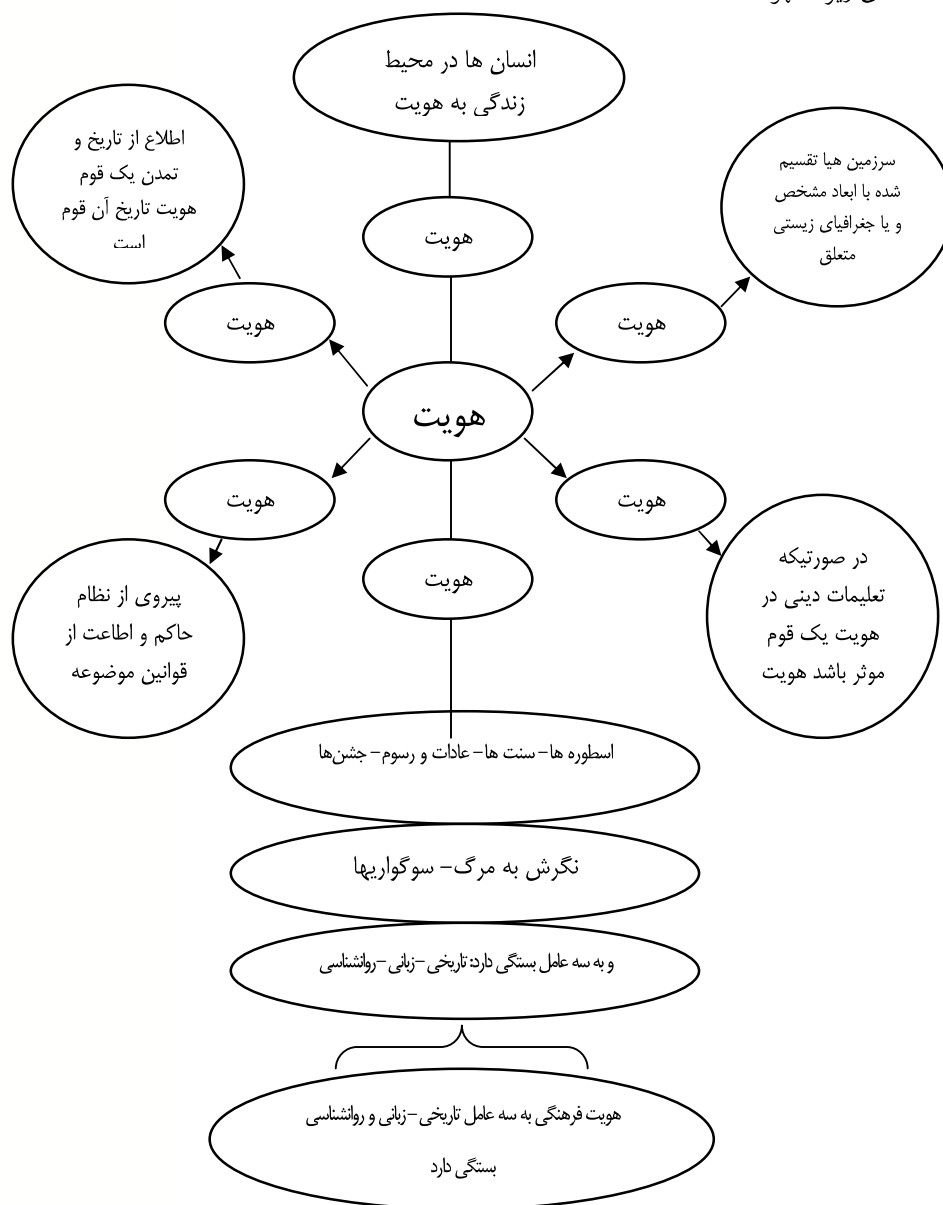 انسان ها در محیط
زندگی به هویت
اطلاع از تاریخ و
تمدن یک قوم
هویت تاریخ آن قوم
است
سرزمین هیا تقسیم
شده با ابعاد مشخص
و یا جغرافیای زیستی
متعلق
هویت
هویت
هویت
هویت
هویت
هویت
هویت
پیروی از نظام
حاکم و اطاعت از
قوانین موضوعه
در صورتیکه
تعلیمات دینی در
هویت یک قوم
موثر باشد هویت
اسطوره ها- سنت ها- عادات و رسوم- جشن‌ها
نگرش به مرگ- سوگواریها
و به سه عامل بستگی دارد: تاریخی-زبانی-روانشناسی
هویت فرهنگی به سه عامل تاریخی-زبانی و روانشناسی
بستگی دارد